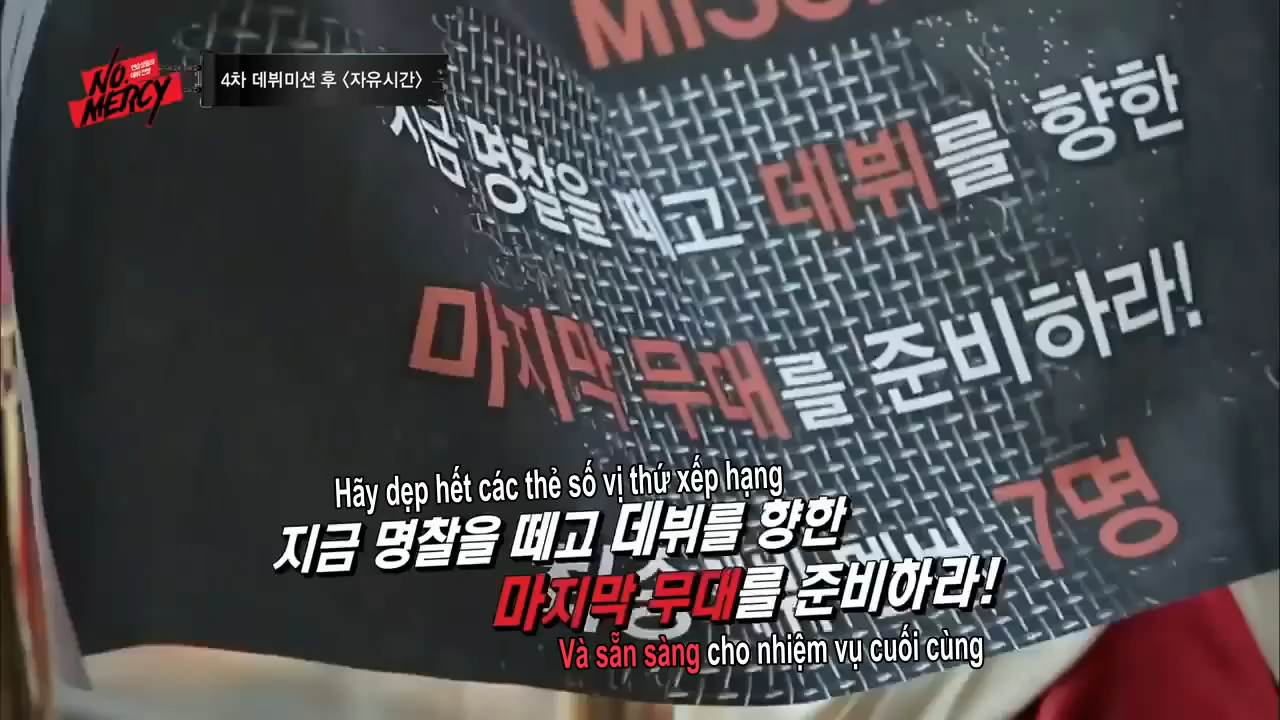 NO.
MERCY
4차 데뷔미션 후 〈자유시간〉
지금 명찰을 떼고 데뷔를 향한
마지막 무대를 준비하라!
7명
Hãy dẹp hết các thẻ số vị thứ xếp hạng
지금 명찰을 떼고 데뷔를 향한
마지막 무대를 준비하라!
Và sẵn sàng cho nhiệm vụ cuối cùng